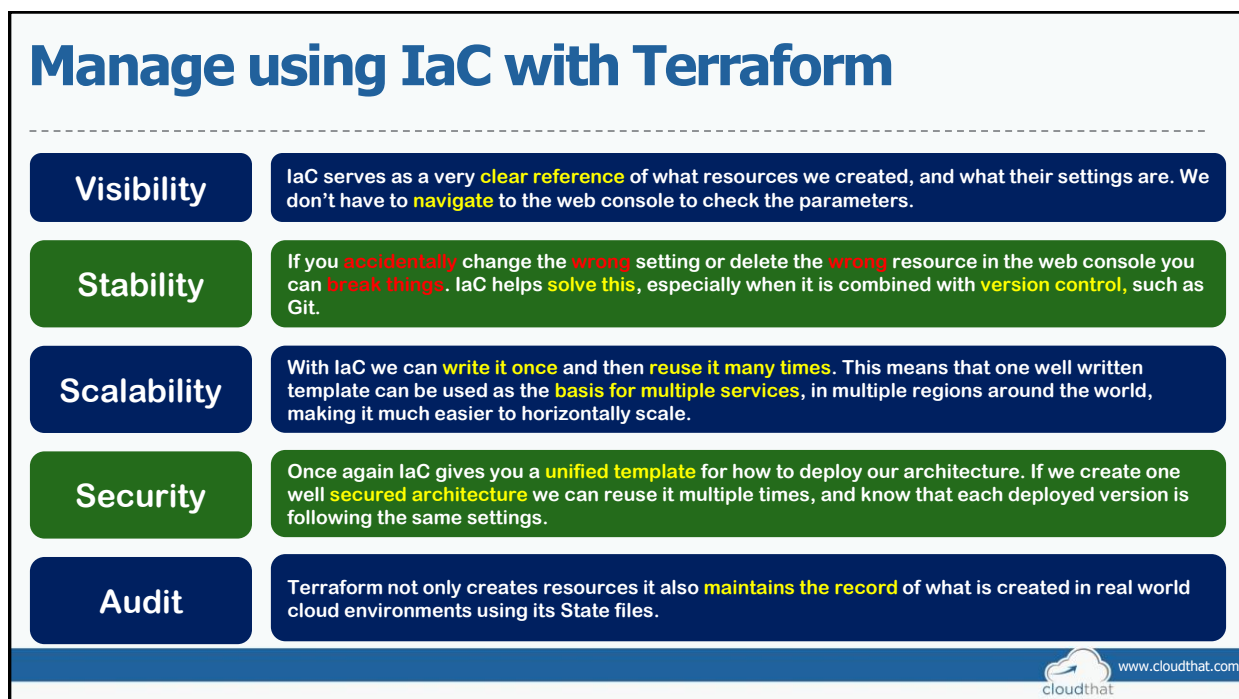 Manage using IaC with Terraform
Visibility
IaC serves as a very clear reference of what resources we created, and what their settings are. We
don’t have to navigate to the web console to check the parameters.
Stability
If you accidentally change the wrong setting or delete the wrong resource in the web console you
can break things. IaC helps solve this, especially when it is combined with version control, such as
Git.
Scalability
With IaC we can write it once and then reuse it many times. This means that one well written
template can be used as the basis for multiple services, in multiple regions around the world,
making it much easier to horizontally scale.
Security
Once again IaC gives you a unified template for how to deploy our architecture. If we create one
well secured architecture we can reuse it multiple times, and know that each deployed version is
following the same settings.
Audit
Terraform not only creates resources it also maintains the record of what is created in real world
cloud environments using its State files.
cloudthat
www.cloudthat.com